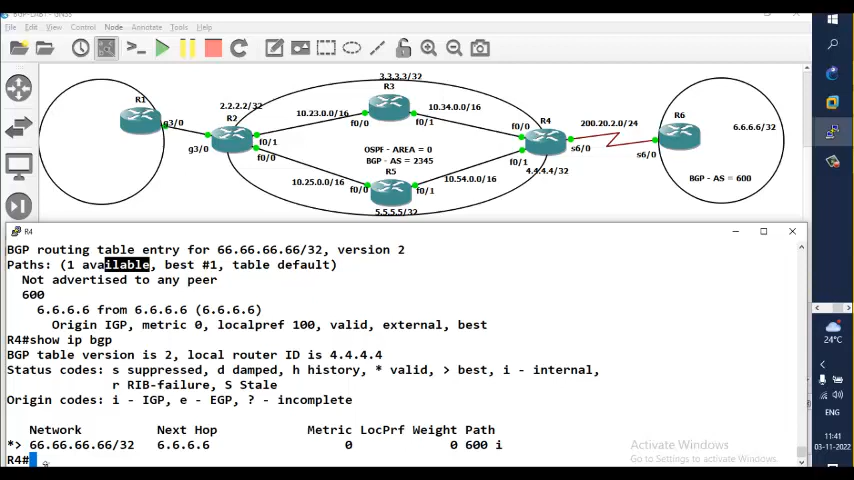 BGP-LAB1 - GNS3
File Edit View Control Node Annotate Tools Help
3.3.3.3/32
R1
R3
2.2.2.2/32
R2
g3/0
10.23.0.0/16
10.34.0.0/16
f0/0
f0/1
R4
f0/0
200.20.2.0/24
R6
6.6.6.6/32
f0/1
OSPF - AREA = 0
g3/0
f0/0
BGP - AS = 2345
s6/0
s6/0
f0/1
10.25.0.0/16
R5
10.54.0.0/16
4.4.4.4/32
BGP - AS = 600
f0/0
f0/1
5.5.5.5/32
R4
BGP routing table entry for 66.66.66.66/32, version 2
Paths: (1 available, best #1, table default)
Not advertised to any peer
600
6.6.6.6 from 6.6.6.6 (6.6.6.6)
Origin IGP, metric 0, localpref 100, valid, external, best
R4#show ip bgp
BGP table version is 2, local router ID is 4.4.4.4
Status codes: s suppressed, d damped, h history, * valid, > best, i - internal,
r RIB-failure, S Stale
Origin codes: i - IGP, e - EGP, ? - incomplete
Network Next Hop Metric LocPrf Weight Path
*> 66.66.66.66/32 6.6.6.6 0 0 600 i
R4#
Activate Windows
Go to Settings to activate Windows.
24°C
ENG
11:41
03-11-2022